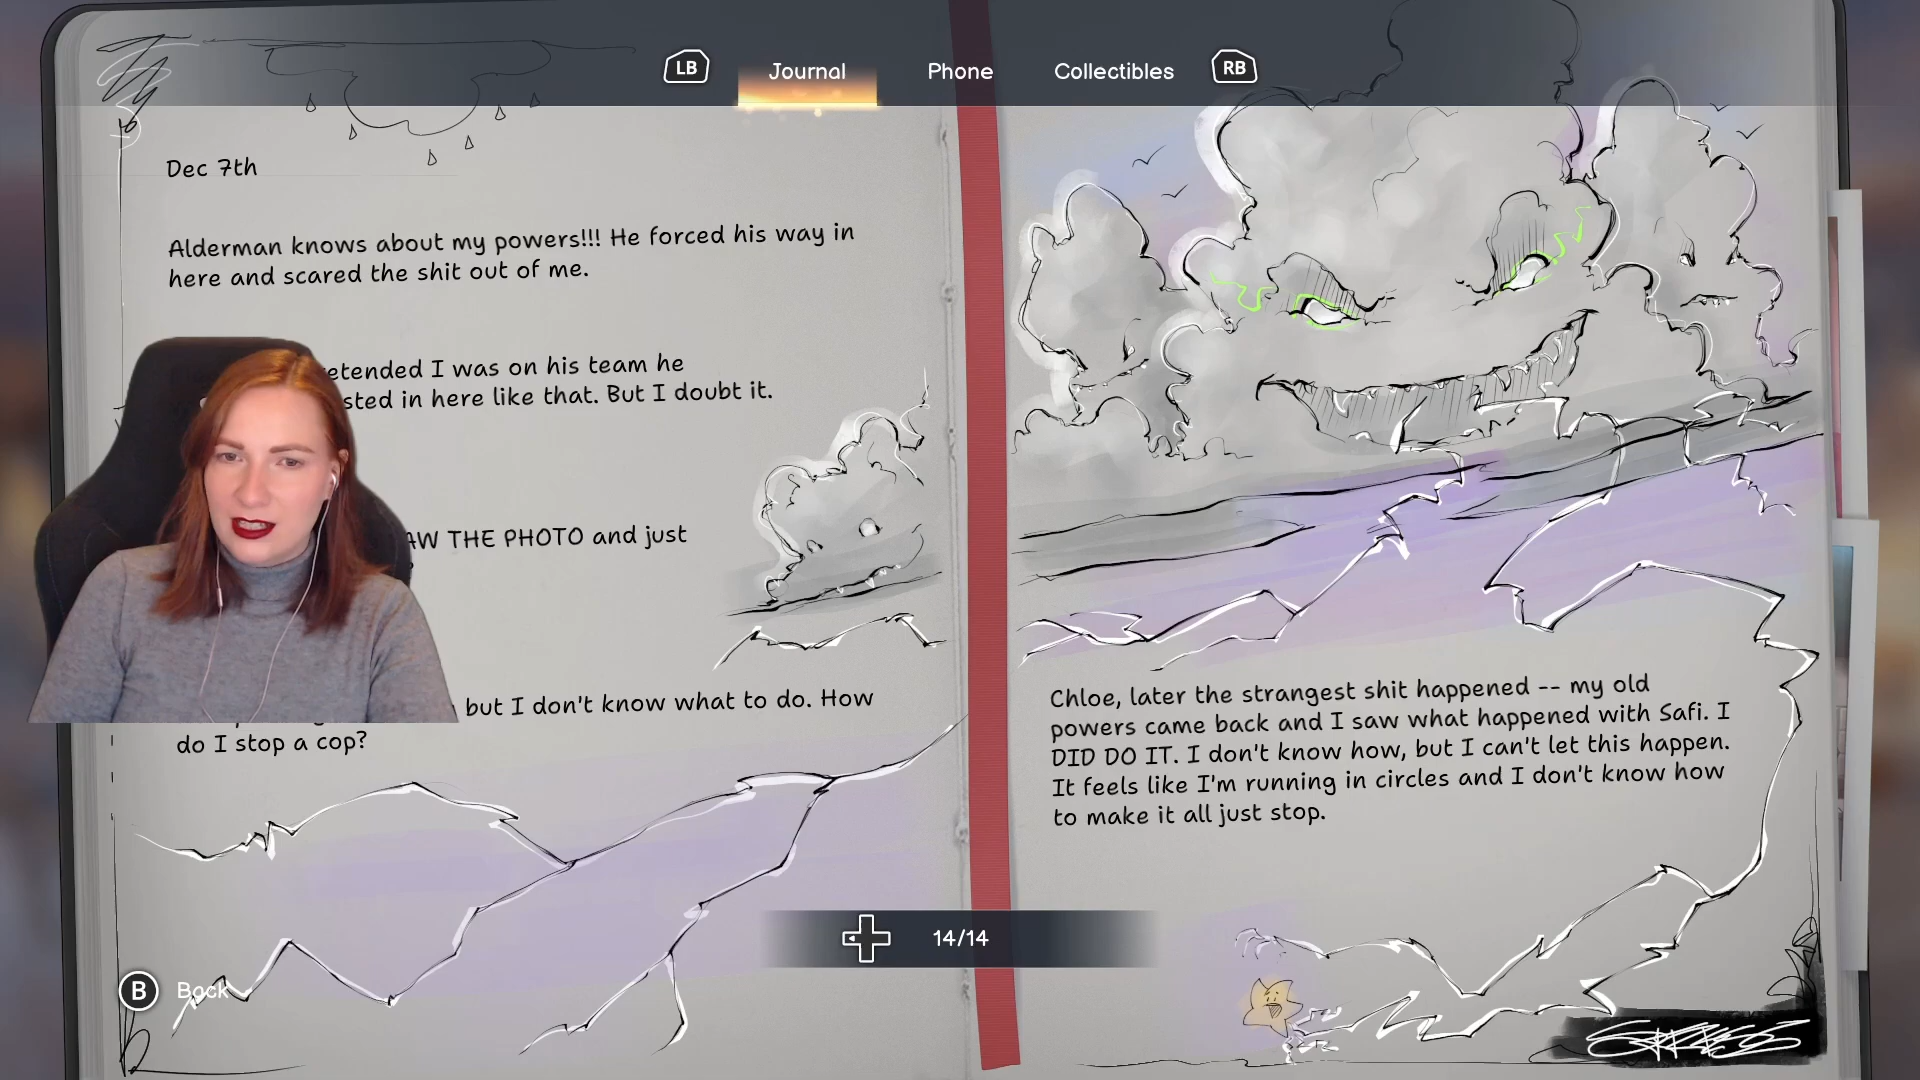 LB Journal Phone Collectibles RB
Dec 7th
Alderman knows about my powers!!! He forced his way in
here and scared the shit out of me.
etended I was on his team he
sted in here like that. But I doubt it.
AW THE PHOTO and just
but I don't know what to do. How
do I stop a cop?
Chloe, later the strangest shit happened -- my old
powers came back and I saw what happened with Safi. I
DID DO IT. I don't know how, but I can't let this happen.
It feels like I'm running in circles and I don't know how
to make it all just stop.
14/14
B Back